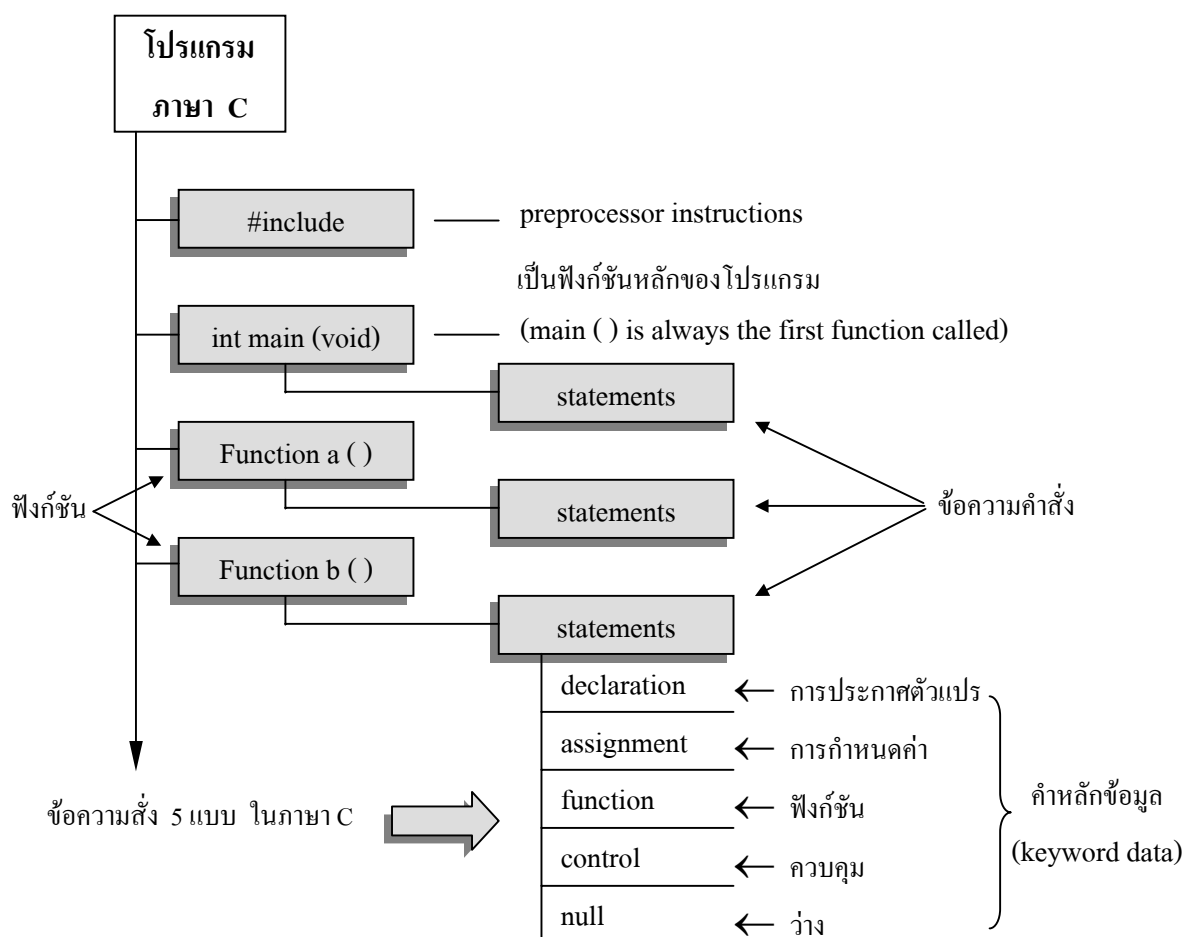 โปรแกรม
ภาษา C
#include
preprocessor instructions
เป็นฟังก์ชันหลักของโปรแกรม
int main (void)
(main ( ) is always the first function called)
statements
Function a ( )
ฟังก์ชัน
statements
ข้อความคำสั่ง
Function b ( )
statements
declaration
การประกาศตัวแปร
assignment
การกำหนดค่า
ข้อความสั่ง 5 แบบ ในภาษา C
function
ฟังก์ชัน
คำหลักข้อมูล
(keyword data)
control
ควบคุม
null
ว่าง